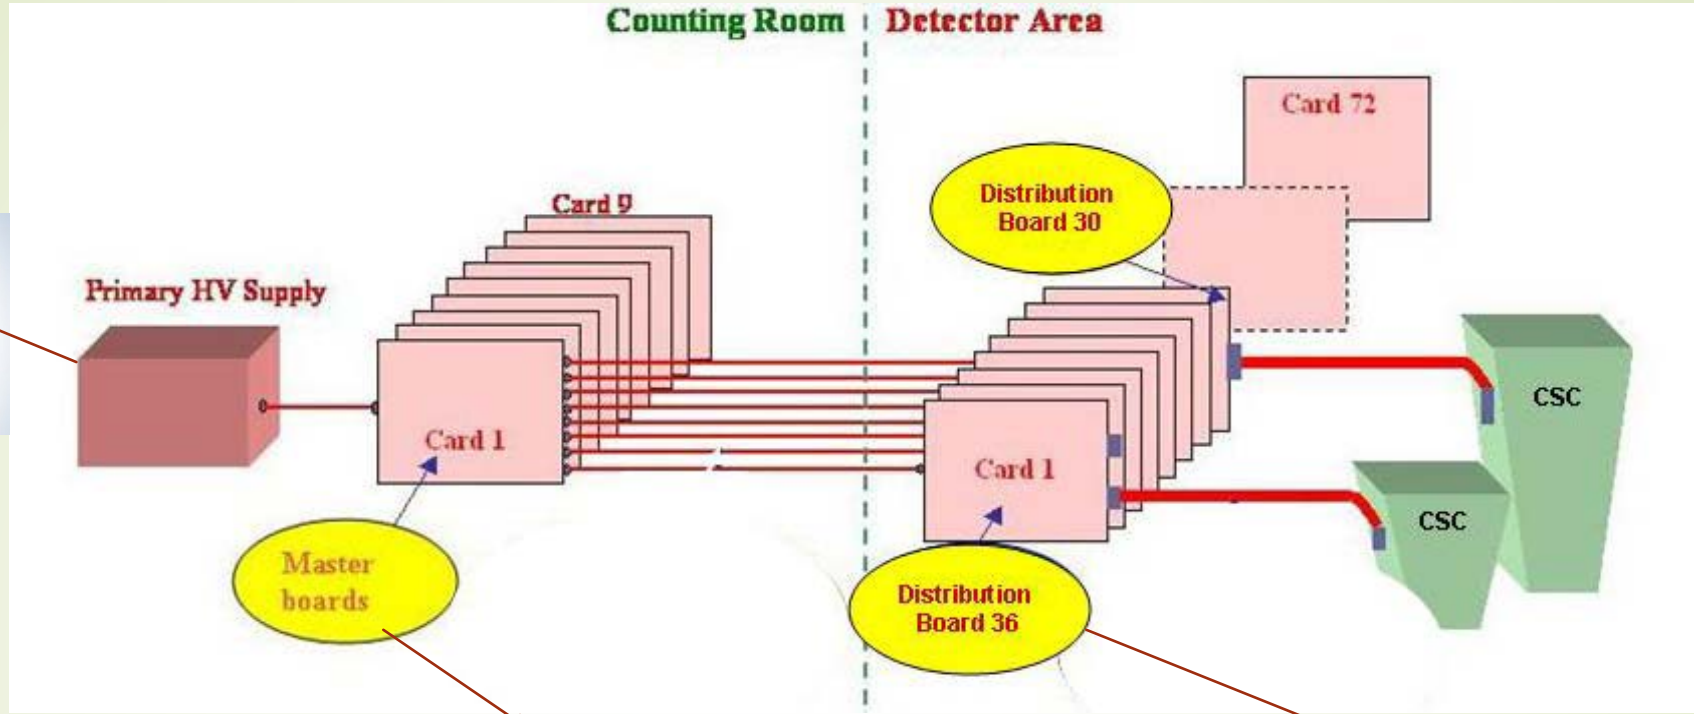 Counting Room
Detector Area
Card 72
Distribution
Board 30
Card 9
Primary HV Supply
CSC
Card 1
Card 1
CSC
Master
boards
Distribution
Board 36